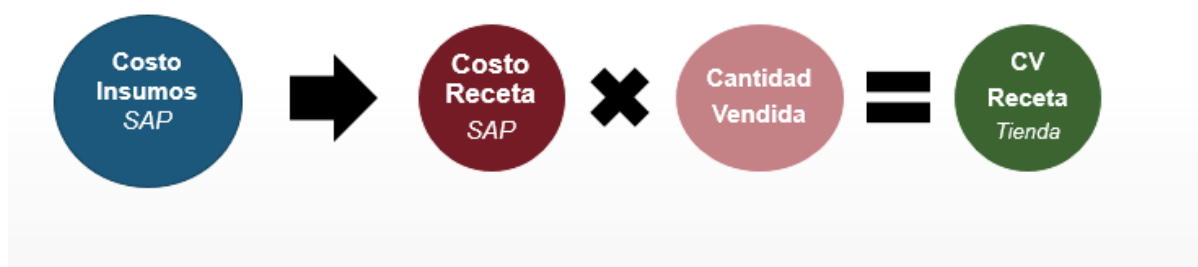 Costo
Insumos
SAP
Costo
Receta
SAP
Cantidad
Vendida
CV
Receta
Tienda